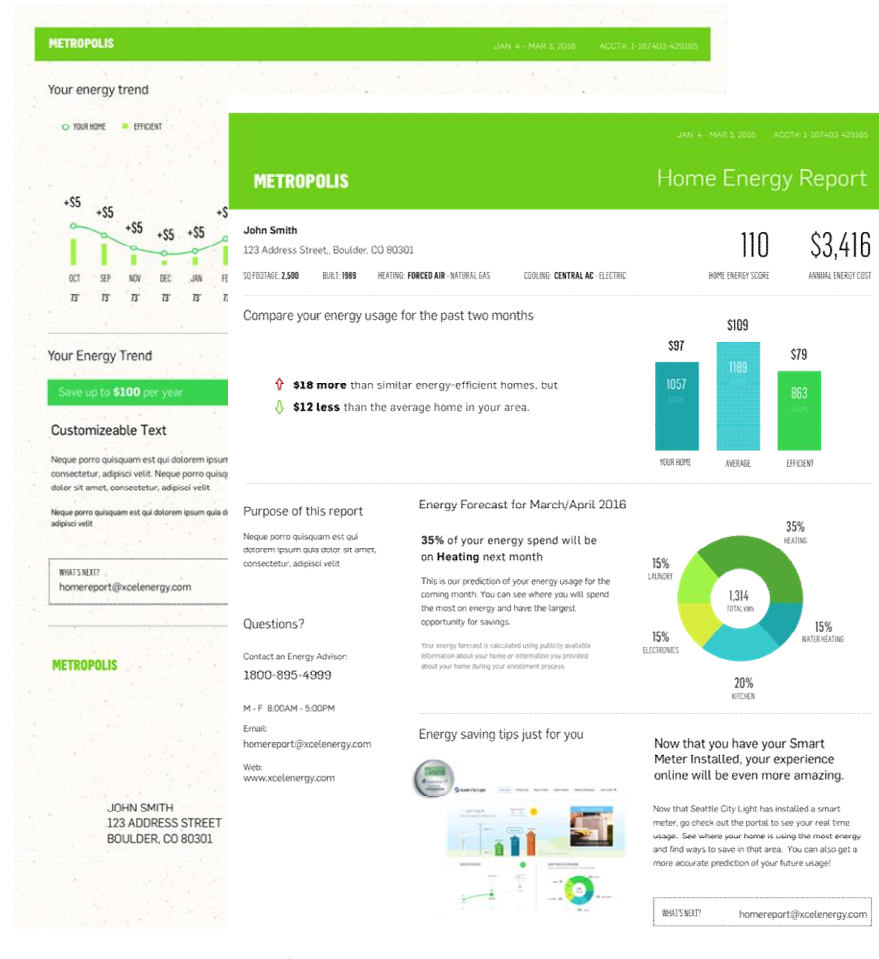 METROPOLIS
JAN 4 - MAR 3, 2016 ACCT#: 1-167403-429165
Your energy trend
YOUR HOME EFFICIENT
+$5 +$5 +$5 +$5 +$5 +$
OCT SEP NOV DEC JAN FE
73° 73° 73° 73° 73° 73°
Your Energy Trend
Save up to $100 per year
Customizeable Text
Neque porro quisquam est qui dolorem ipsum
consectetur, adipisci velit. Neque porro quisq
dolor sit amet, consectetur, adipisci velit
Neque porro quisquam est qui dolorem ipsum quia d
adipisci velit
WHAT'S NEXT?
homereport@xcelenergy.com
METROPOLIS
JOHN SMITH
123 ADDRESS STREET
BOULDER, CO 80301
JAN 4 - MAR 3, 2016 ACCT#: 1-167403-429165
METROPOLIS
Home Energy Report
John Smith
123 Address Street,, Boulder. CO 80301
110
HOME ENERGY SCORE
$3,416
ANNUAL ENERGY COST
SQ FOOTAGE: 2,500 BUILT: 1989 HEATING: FORCED AIR - NATURAL GAS COOLING: CENTRAL AC - ELECTRIC
Compare your energy usage for the past two months
$18 more than similar energy-efficient homes, but
$12 less than the average home in your area.
$97 $109 $79
1057 kWh 1189 kWh 863 kWh
YOUR HOME AVERAGE EFFICIENT
Purpose of this report
Neque porro quisquam est qui
dolorem ipsum quia dolor sit amet,
consectetur, adipisci velit
Questions?
Contact an Energy Advisor:
1800-895-4999
M - F 8:00AM - 5:00PM
Email:
homereport@xcelenergy.com
Web:
www.xcelenergy.com
Energy Forecast for March/April 2016
35% of your energy spend will be
on Heating next month
This is our prediction of your energy usage for the
coming month. You can see where you will spend
the most on energy and have the largest
opportunity for savings.
Your energy forecast is calculated using publicly available
information about your home or information you provided
about your home during your enrollment process.
35%
HEATING
15%
LAUNDRY
1,314
TOTAL kWh
15%
WATER HEATING
15%
ELECTRONICS
20%
KITCHEN
Energy saving tips just for you
Seattle City Light
Now that you have your Smart
Meter Installed, your experience
online will be even more amazing.
Now that Seattle City Light has installed a smart
meter, go check out the portal to see your real time
usage. See where your home is using the most energy
and find ways to save in that area. You can also get a
more accurate prediction of your future usage!
WHAT'S NEXT? homereport@xcelenergy.com